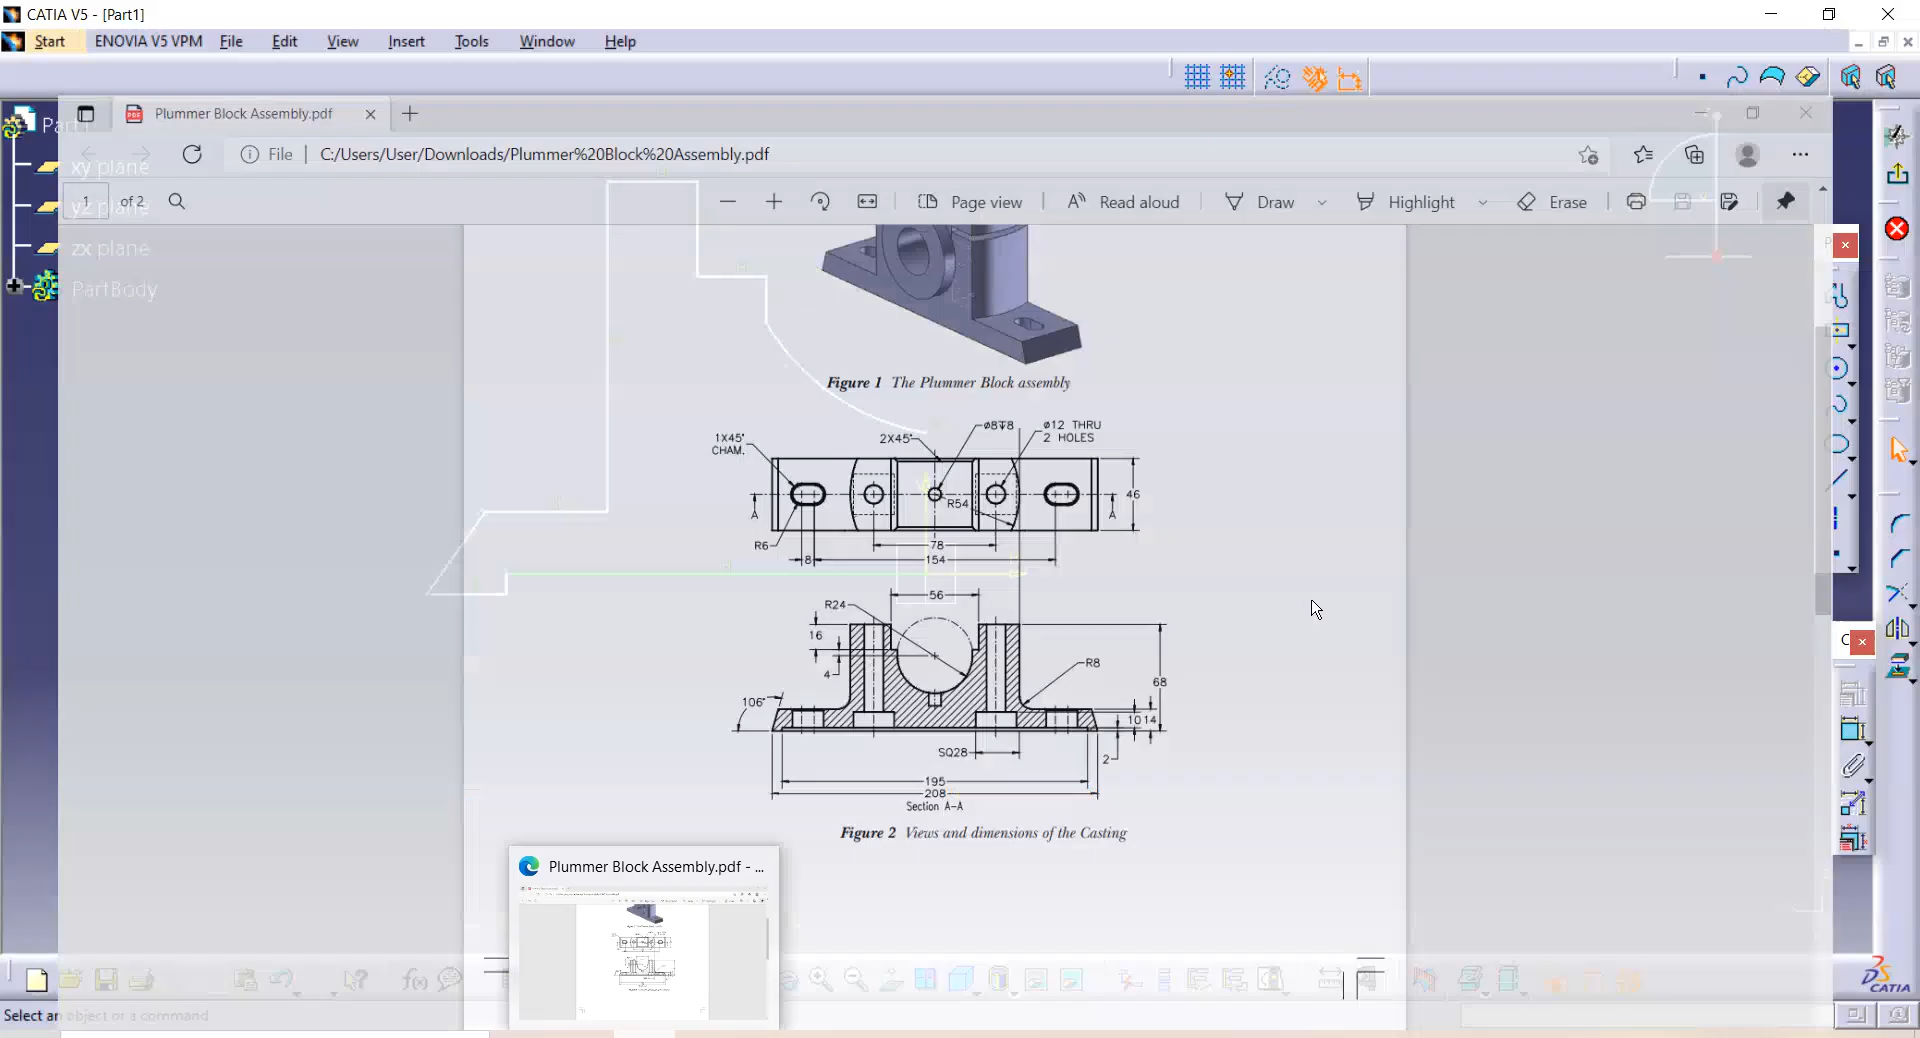 CATIA V5 - [Part1]
Start
ENOVIA V5 VPM
File
Edit
View
Insert
Tools
Window
Help
Plummer Block Assembly.pdf
File
C:/Users/User/Downloads/Plummer%20Block%20Assembly.pdf
1
of 2
Page view
Read aloud
Draw
Highlight
Erase
xy plane
yz plane
zx plane
PartBody
Figure 1 The Plummer Block assembly
1X45°
CHAM.
2X45°
ø8↧8
ø12 THRU
2 HOLES
R54
46
A
A
R6
78
8
154
56
R24
16
4
R8
68
106°
10
14
SQ28
2
195
208
Section A-A
Figure 2 Views and dimensions of the Casting
Plummer Block Assembly.pdf - ...
Select an object or a command
CATIA